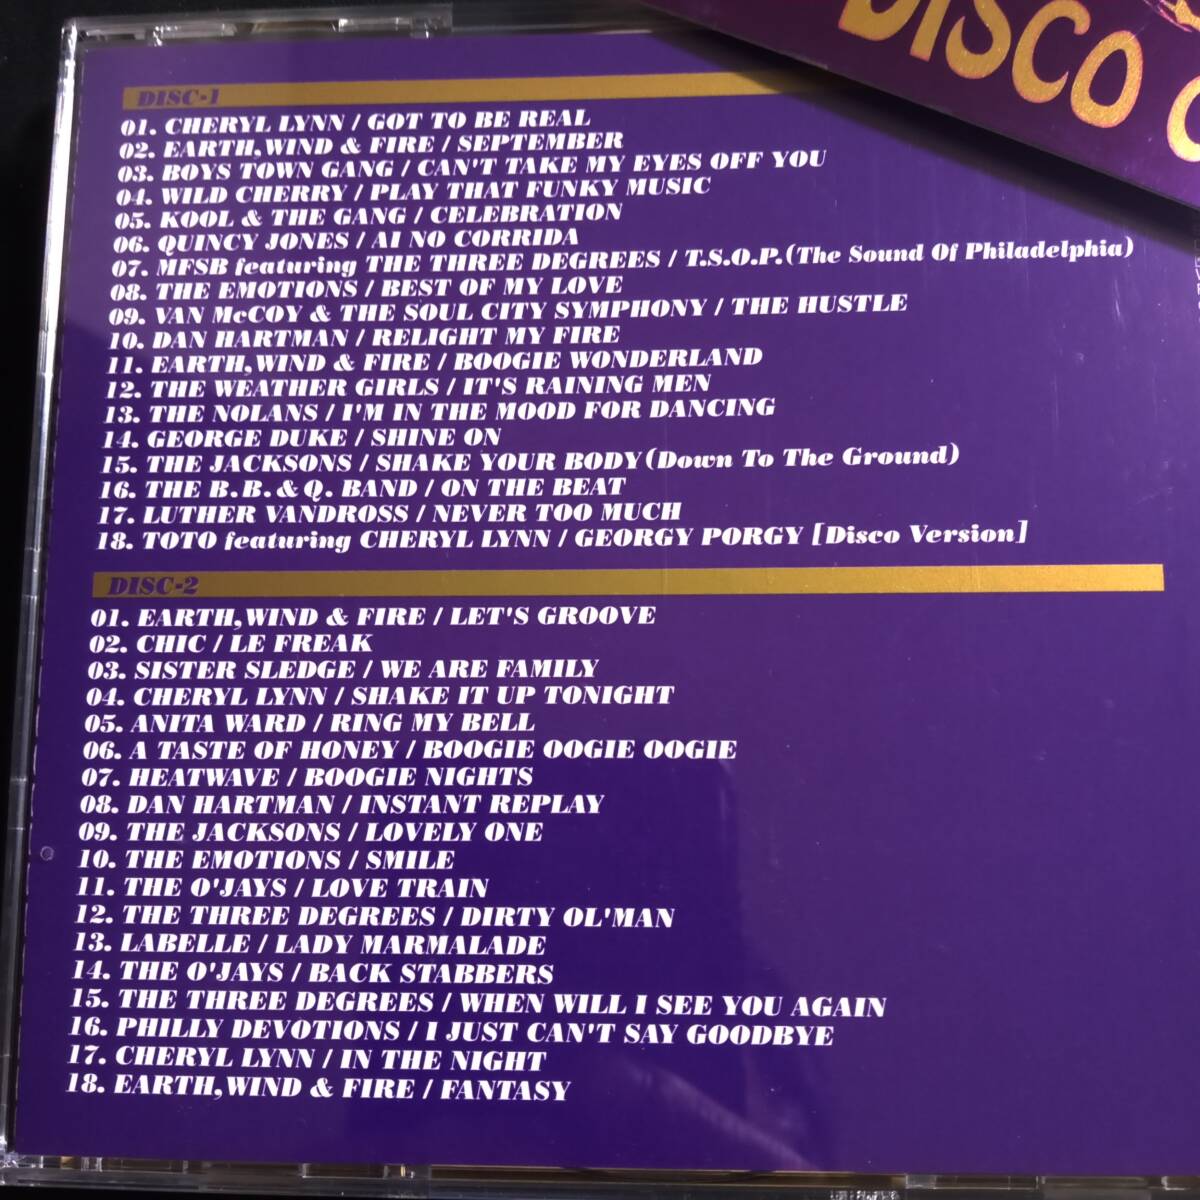 DISCO
DISC-1
01. CHERYL LYNN / GOT TO BE REAL
02. EARTH,WIND & FIRE / SEPTEMBER
03. BOYS TOWN GANG / CAN'T TAKE MY EYES OFF YOU
04. WILD CHERRY / PLAY THAT FUNKY MUSIC
05. KOOL & THE GANG / CELEBRATION
06. QUINCY JONES / AI NO CORRIDA
07. MFSB featuring THE THREE DEGREES / T.S.O.P.(The Sound Of Philadelphia)
08. THE EMOTIONS / BEST OF MY LOVE
09. VAN McCOY & THE SOUL CITY SYMPHONY / THE HUSTLE
10. DAN HARTMAN / RELIGHT MY FIRE
11. EARTH,WIND & FIRE / BOOGIE WONDERLAND
12. THE WEATHER GIRLS / IT'S RAINING MEN
13. THE NOLANS / I'M IN THE MOOD FOR DANCING
14. GEORGE DUKE / SHINE ON
15. THE JACKSONS / SHAKE YOUR BODY(Down To The Ground)
16. THE B.B.&Q. BAND / ON THE BEAT
17. LUTHER VANDROSS / NEVER TOO MUCH
18. TOTO featuring CHERYL LYNN / GEORGY PORGY [Disco Version]
DISC-2
01. EARTH,WIND & FIRE / LET'S GROOVE
02. CHIC / LE FREAK
03. SISTER SLEDGE / WE ARE FAMILY
04. CHERYL LYNN / SHAKE IT UP TONIGHT
05. ANITA WARD / RING MY BELL
06. A TASTE OF HONEY / BOOGIE OOGIE OOGIE
07. HEATWAVE / BOOGIE NIGHTS
08. DAN HARTMAN / INSTANT REPLAY
09. THE JACKSONS / LOVELY ONE
10. THE EMOTIONS / SMILE
11. THE O'JAYS / LOVE TRAIN
12. THE THREE DEGREES / DIRTY OL'MAN
13. LABELLE / LADY MARMALADE
14. THE O'JAYS / BACK STABBERS
15. THE THREE DEGREES / WHEN WILL I SEE YOU AGAIN
16. PHILLY DEVOTIONS / I JUST CAN'T SAY GOODBYE
17. CHERYL LYNN / IN THE NIGHT
18. EARTH,WIND & FIRE / FANTASY